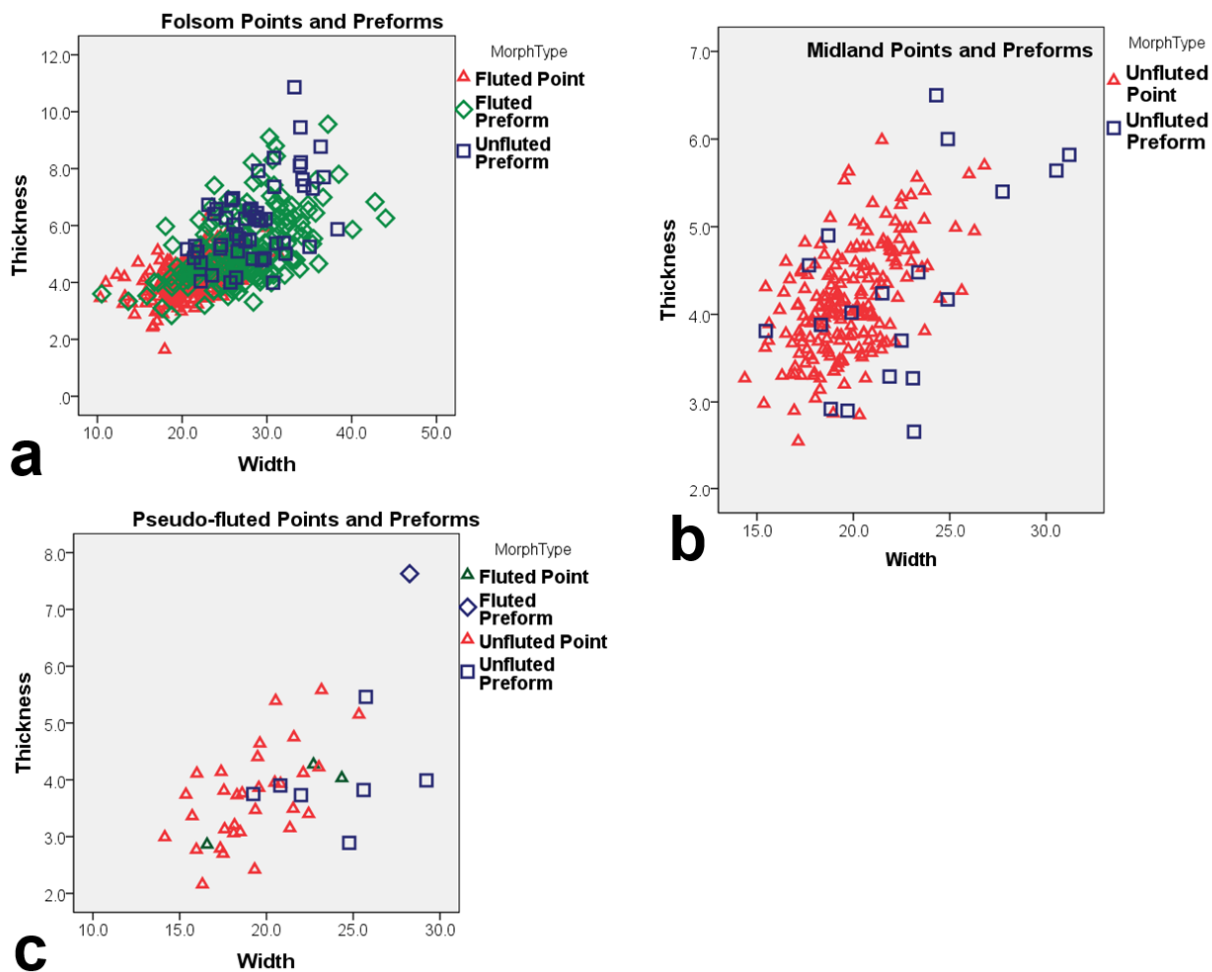 Folsom Points and Preforms
MorphType
Fluted Point
Fluted
Preform
Unfluted
Preform
12.0
10.0
8.0
6.0
4.0
2.0
.0
Thickness
10.0 20.0 30.0 40.0 50.0
Width
a
Midland Points and Preforms
MorphType
Unfluted
Point
Unfluted
Preform
7.0
6.0
5.0
4.0
3.0
2.0
Thickness
15.0 20.0 25.0 30.0
Width
b
Pseudo-fluted Points and Preforms
MorphType
Fluted Point
Fluted
Preform
Unfluted Point
Unfluted
Preform
8.0
7.0
6.0
5.0
4.0
3.0
2.0
Thickness
10.0 15.0 20.0 25.0 30.0
Width
c